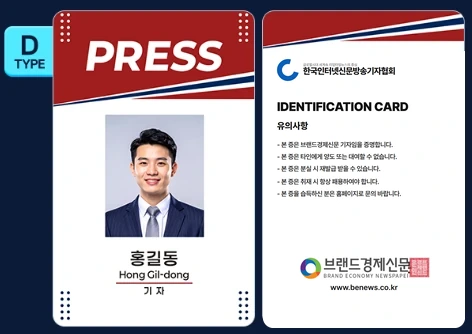 D
TYPE
PRESS
홍길동
Hong Gil-dong
기 자
한국인터넷신문방송기자협회
IDENTIFICATION CARD
유의사항
- 본 증은 브랜드경제신문 기자임을 증명합니다.
- 본 증은 타인에게 양도 또는 대여할 수 없습니다.
- 본 증은 분실 시 재발급 받을 수 있습니다.
- 본 증은 취재 시 항상 패용하여야 합니다.
- 본 증을 습득하신 분은 홈페이지로 문의 바랍니다.
브랜드경제신문
BRAND ECONOMY NEWSPAPER
www.benews.co.kr